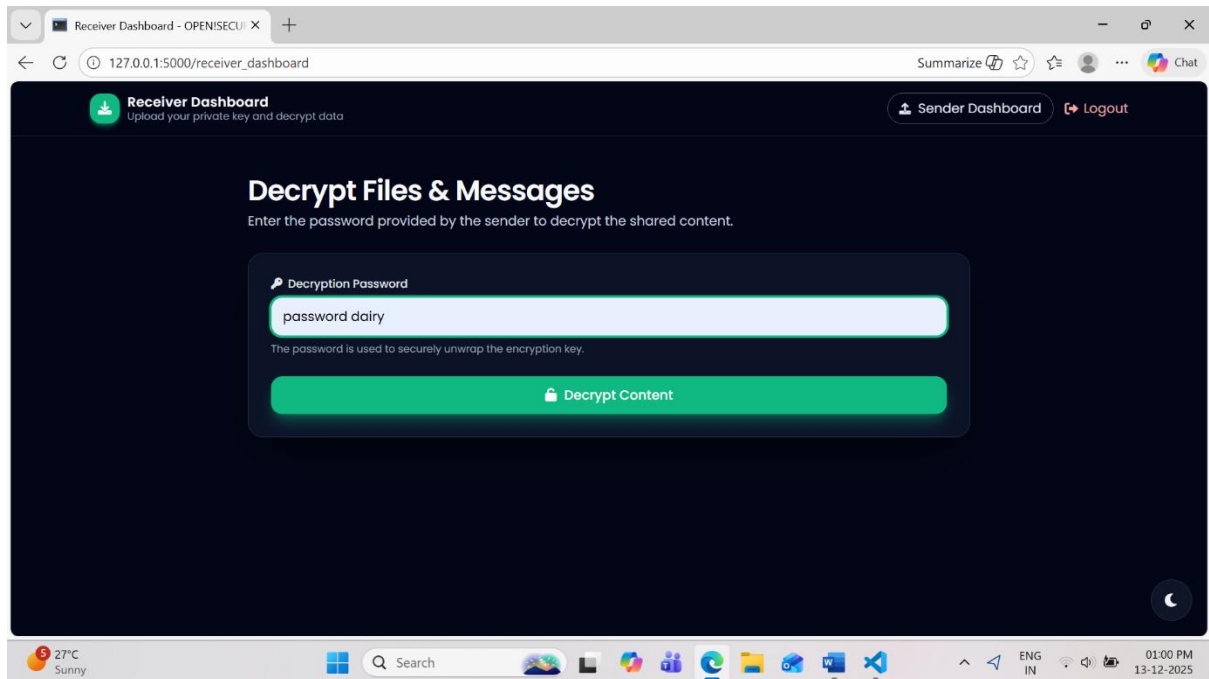 Receiver Dashboard - OPEN!SECU
127.0.0.1:5000/receiver_dashboard
Summarize
Chat
Receiver Dashboard
Upload your private key and decrypt data
Sender Dashboard
Logout
Decrypt Files & Messages
Enter the password provided by the sender to decrypt the shared content.
Decryption Password
password dairy
The password is used to securely unwrap the encryption key.
Decrypt Content
5
27°C
Sunny
Search
ENG
IN
01:00 PM
13-12-2025